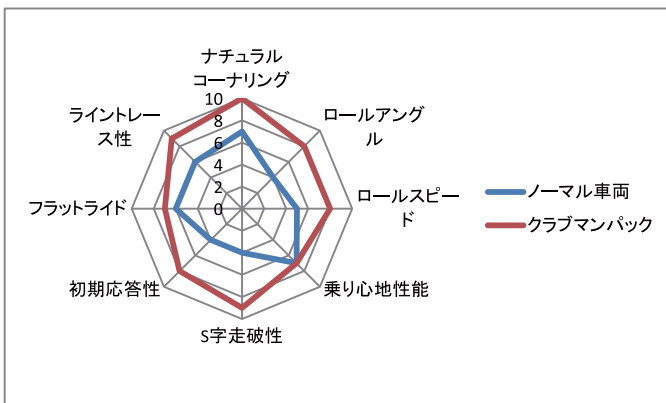 ナチュラル
コーナリング
ロールアング
ル
ロールスピー
ド
乗り心地性能
S字走破性
初期応答性
フラットライド
ライントレー
ス性
10
8
6
4
2
0
ノーマル車両
クラブマンパック